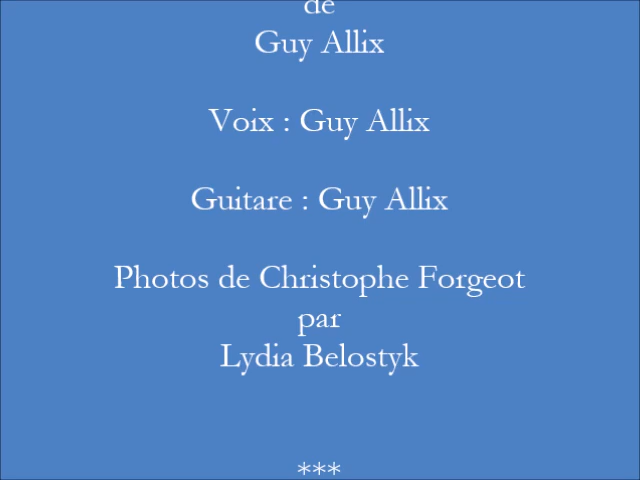 de
Guy Allix
Voix : Guy Allix
Guitare : Guy Allix
Photos de Christophe Forgeot
par
Lydia Belostyk
***